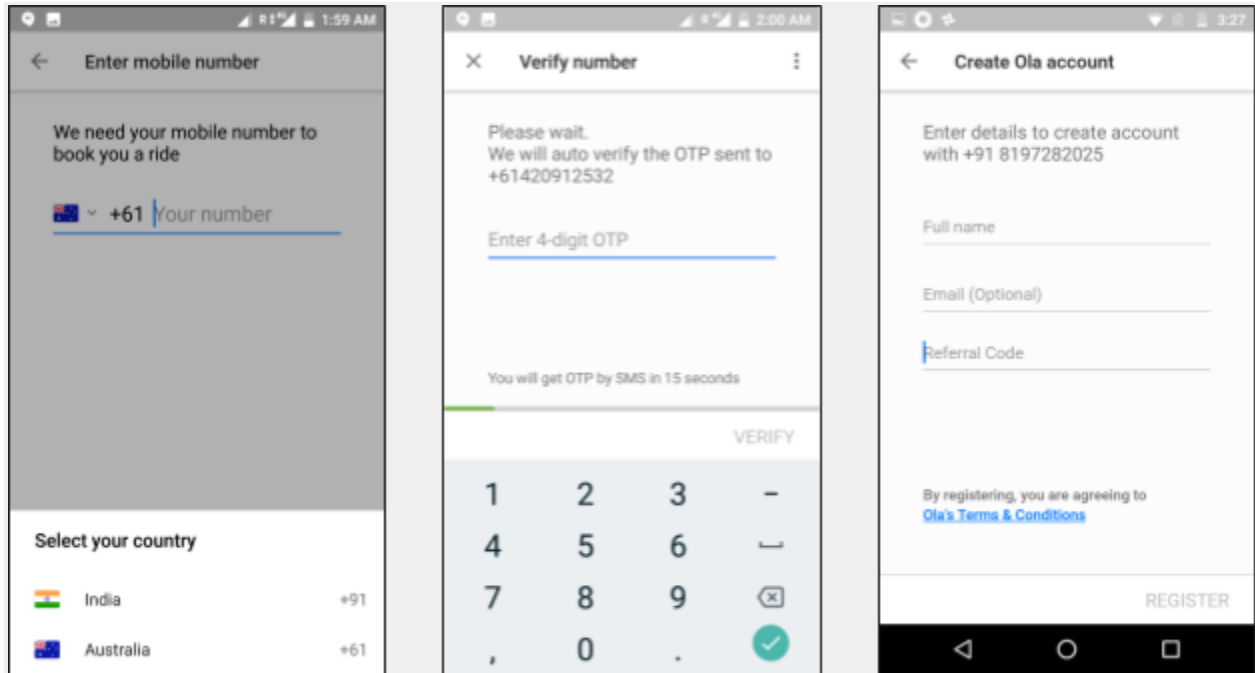 1:59 AM
Enter mobile number
We need your mobile number to
book you a ride
+61 Your number
Select your country
India +91
Australia +61
2:00 AM
Verify number
Please wait.
We will auto verify the OTP sent to
+61420912532
Enter 4-digit OTP
You will get OTP by SMS in 15 seconds
VERIFY
1 2 3 -
4 5 6
7 8 9
, 0 .
3:27
Create Ola account
Enter details to create account
with +91 8197282025
Full name
Email (Optional)
Referral Code
By registering, you are agreeing to
Ola's Terms & Conditions
REGISTER